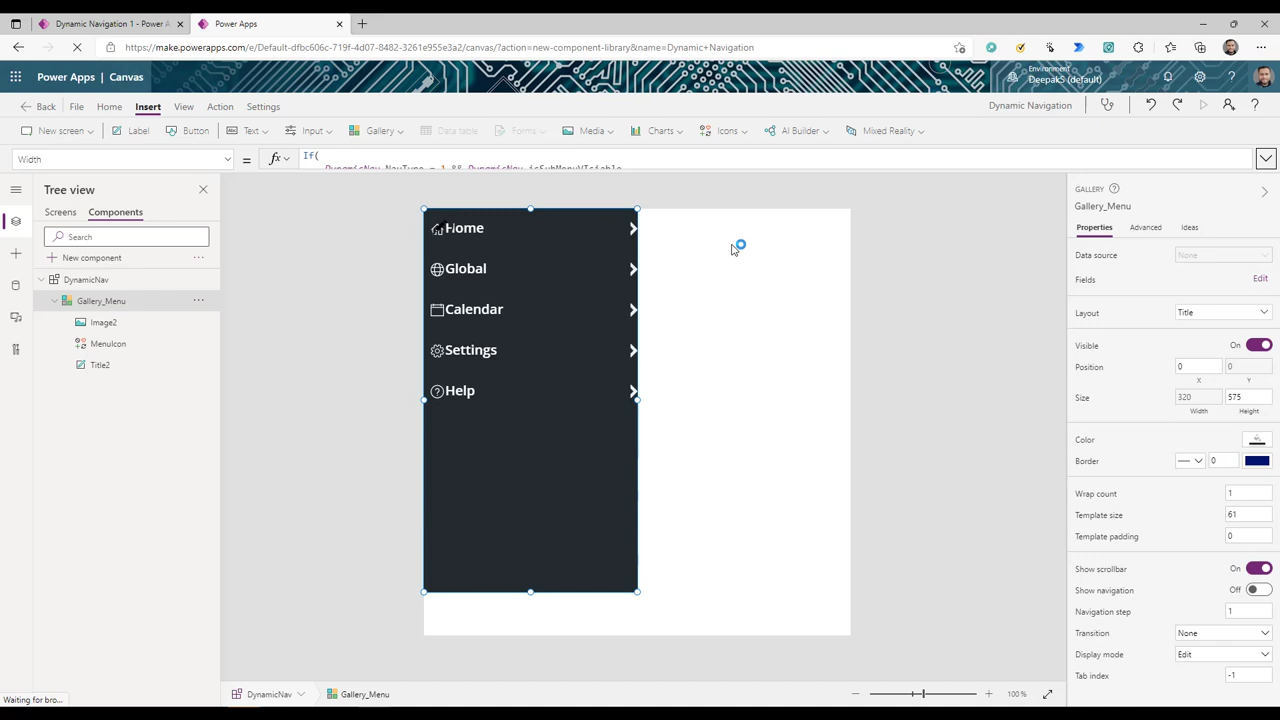 Dynamic Navigation 1 - Power A
Power Apps
https://make.powerapps.com/e/Default-dfbc606c-719f-4d07-8482-3261e955e3a2/canvas/?action=new-component-library&name=Dynamic+Navigation
Power Apps | Canvas
Environment
DeepakS (default)
Back File Home Insert View Action Settings
Dynamic Navigation
New screen Label Button Text Input Gallery Data table Forms Media Charts Icons AI Builder Mixed Reality
Width = fx If(
DynamicNav.NavType = 1 && DynamicNav.isSubMenuVisiable
Tree view
Screens Components
Search
New component
DynamicNav
Gallery_Menu
Image2
MenuIcon
Title2
Home
Global
Calendar
Settings
Help
GALLERY
Gallery_Menu
Properties Advanced Ideas
Data source None
Fields Edit
Layout Title
Visible On
Position 0 0
X Y
Size 320 575
Width Height
Color
Border 0
Wrap count 1
Template size 61
Template padding 0
Show scrollbar On
Show navigation Off
Navigation step 1
Transition None
Display mode Edit
Tab index -1
Waiting for bro...
DynamicNav Gallery_Menu
100 %